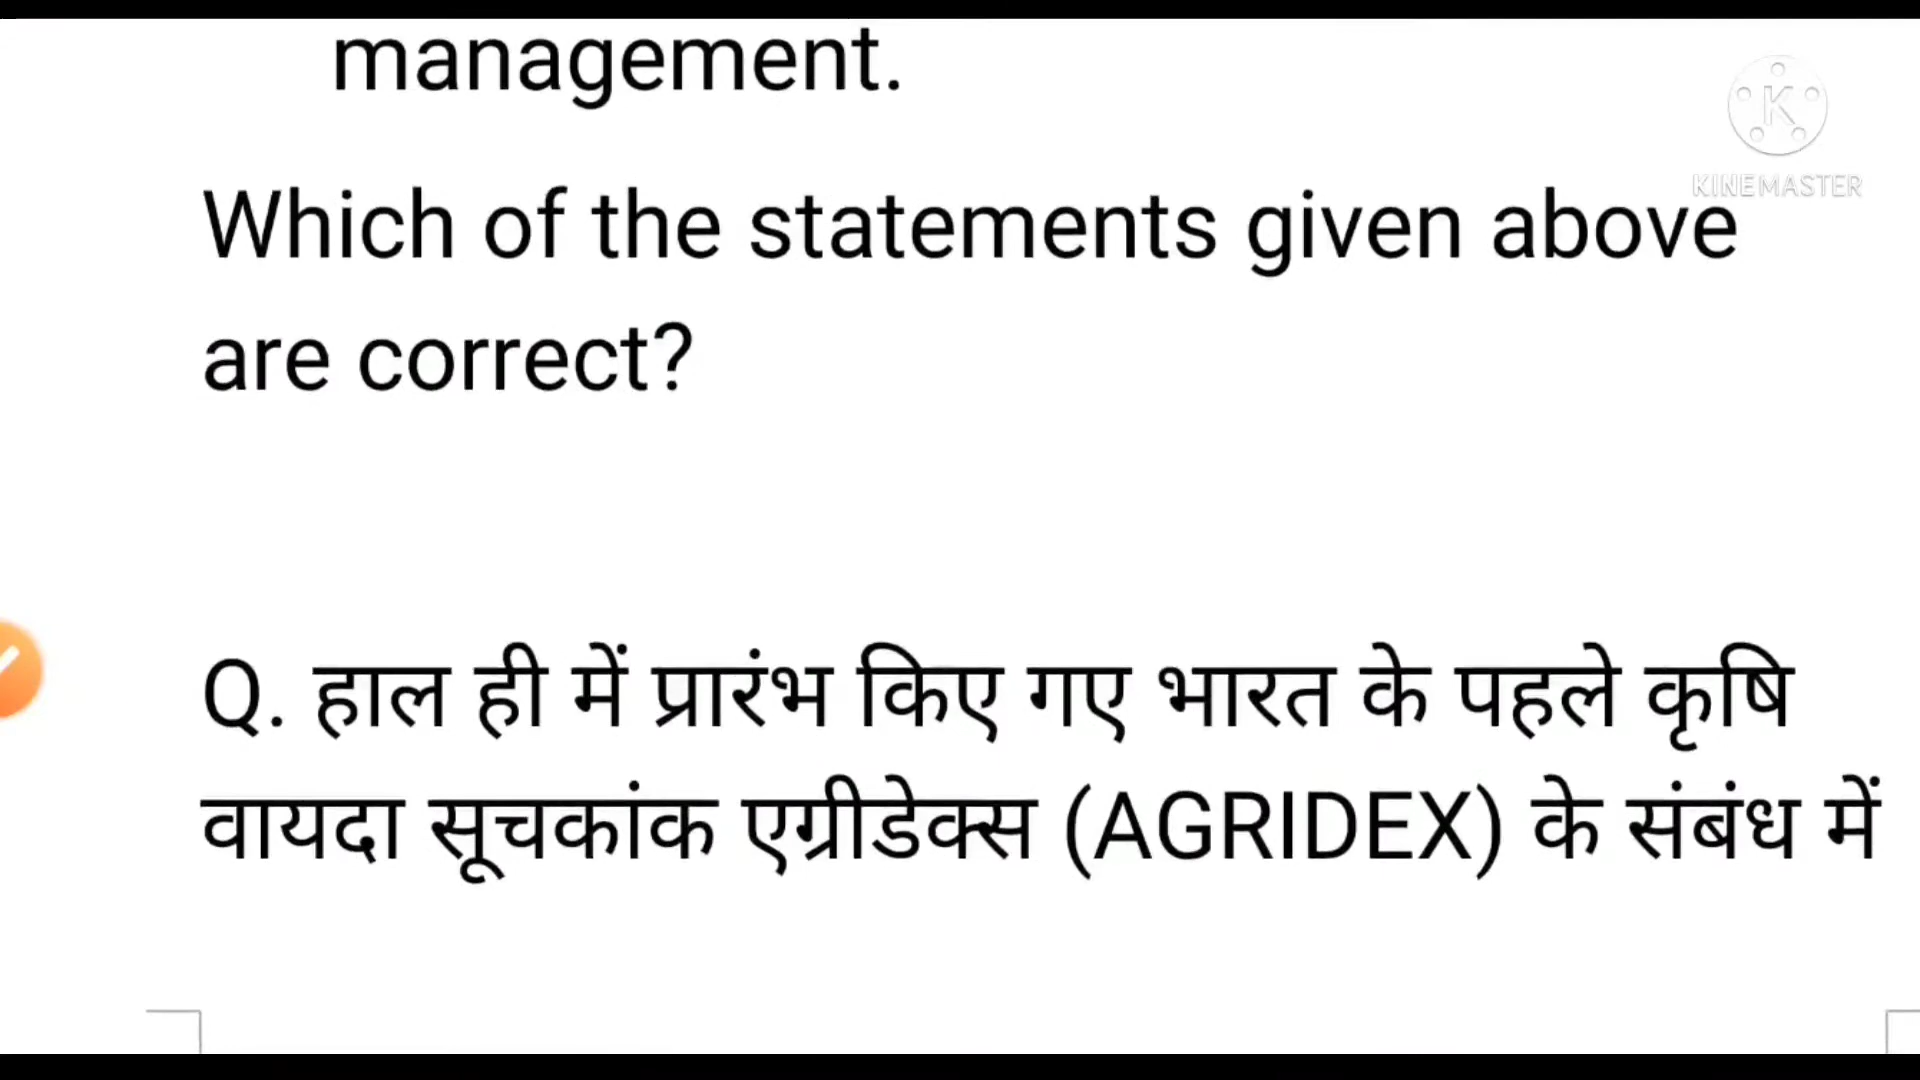 management.
KINEMASTER
Which of the statements given above
are correct?
Q. हाल ही में प्रारंभ किए गए भारत के पहले कृषि
वायदा सूचकांक एग्रीडेक्स (AGRIDEX) के संबंध में